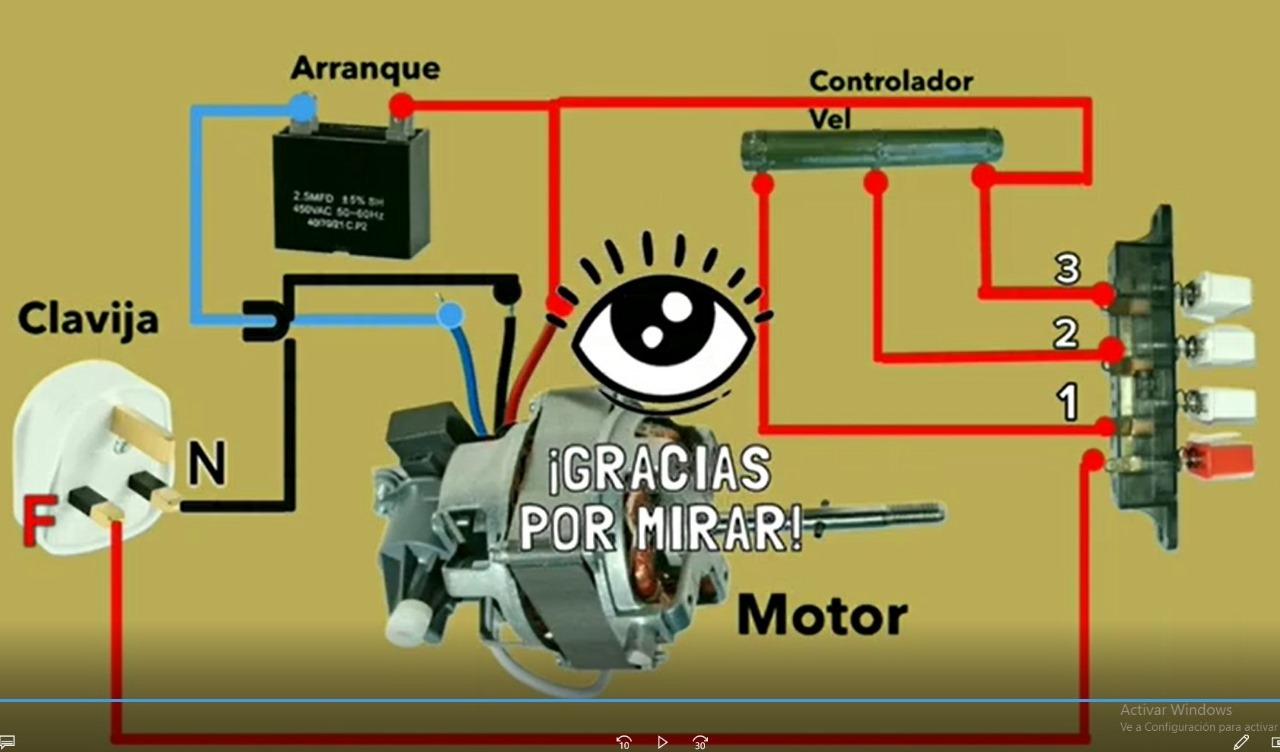 Arranque
Controlador
Vel
2.5MFD ±5% SH
450VAC 50~60Hz
40/70/21 C.P2
3
Clavija
2
1
N
¡GRACIAS
POR MIRAR!
F
Motor
Activar Windows
Ve a Configuración para activar
10
30